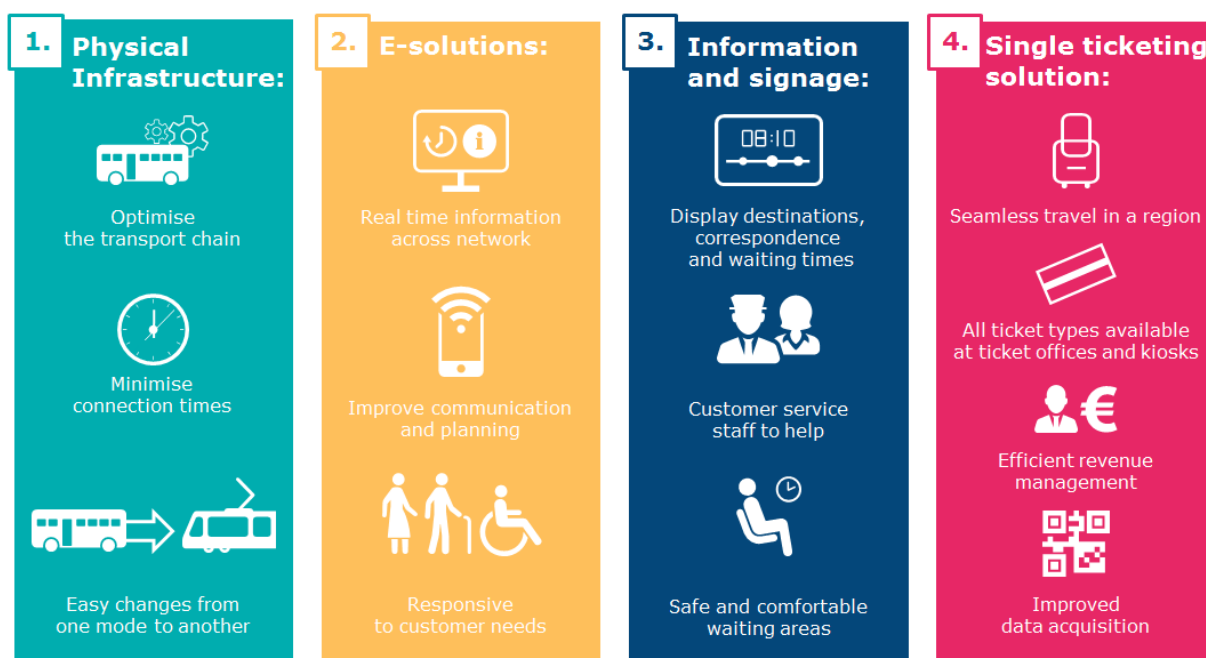 1.
Physical
Infrastructure:
Optimise
the transport chain
Minimise
connection times
Easy changes from
one mode to another
2.
E-solutions:
i
Real time information
across network
Improve communication
and planning
Responsive
to customer needs
3.
Information
and signage:
08:10
Display destinations,
correspondence
and waiting times
Customer service
staff to help
Safe and comfortable
waiting areas
4.
Single ticketing
solution:
Seamless travel in a region
All ticket types available
at ticket offices and kiosks
€
Efficient revenue
management
Improved
data acquisition